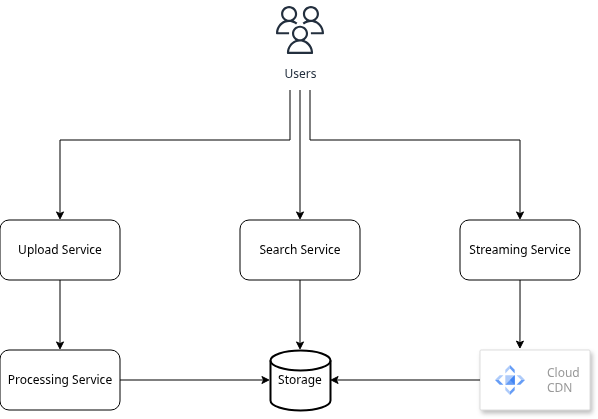 Users
Upload Service
Search Service
Streaming Service
Processing Service
Storage
Cloud
CDN